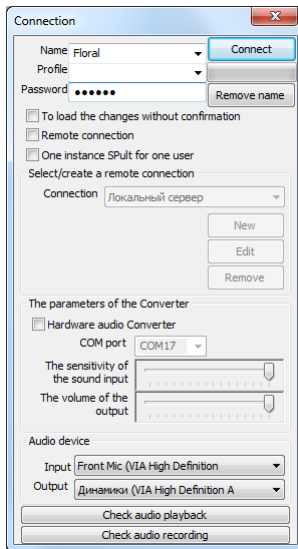 Connection
Name Floral Connect
Profile
Password •••••• Remove name
To load the changes without confirmation
Remote connection
One instance SPult for one user
Select/create a remote connection
Connection Локальный сервер
New
Edit
Remove
The parameters of the Converter
Hardware audio Converter
COM port COM17
The sensitivity of
the sound input
The volume of the
output
Audio device
Input Front Mic (VIA High Definition
Output Динамики (VIA High Definition A
Check audio playback
Check audio recording